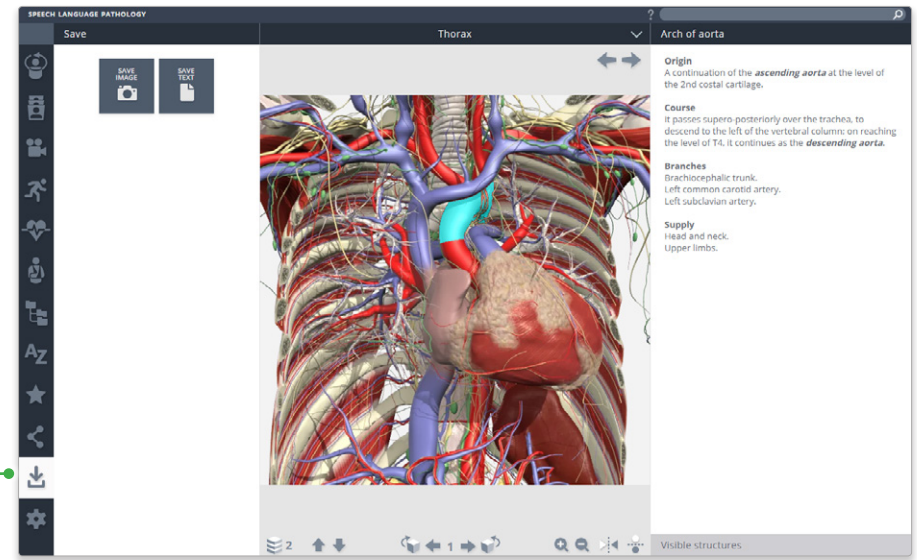 SPEECH LANGUAGE PATHOLOGY
?
Save
Thorax
Arch of aorta
SAVE
IMAGE
SAVE
TEXT
Origin
A continuation of the ascending aorta at the level of
the 2nd costal cartilage.
Course
It passes supero-posteriorly over the trachea, to
descend to the left of the vertebral column; on reaching
the level of T4, it continues as the descending aorta.
Branches
Brachiocephalic trunk.
Left common carotid artery.
Left subclavian artery.
Supply
Head and neck.
Upper limbs.
AZ
2
1
Visible structures